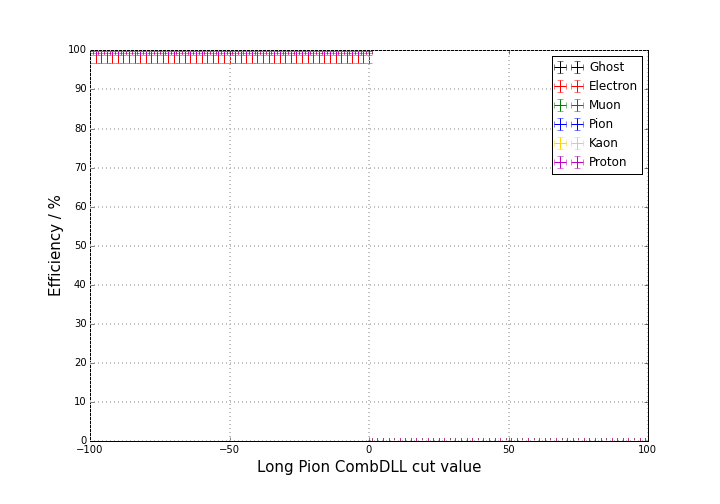 100
90
80
70
60
50
40
30
20
10
0
Efficiency / %
−100
−50
0
50
100
Long Pion CombDLL cut value
Ghost
Electron
Muon
Pion
Kaon
Proton